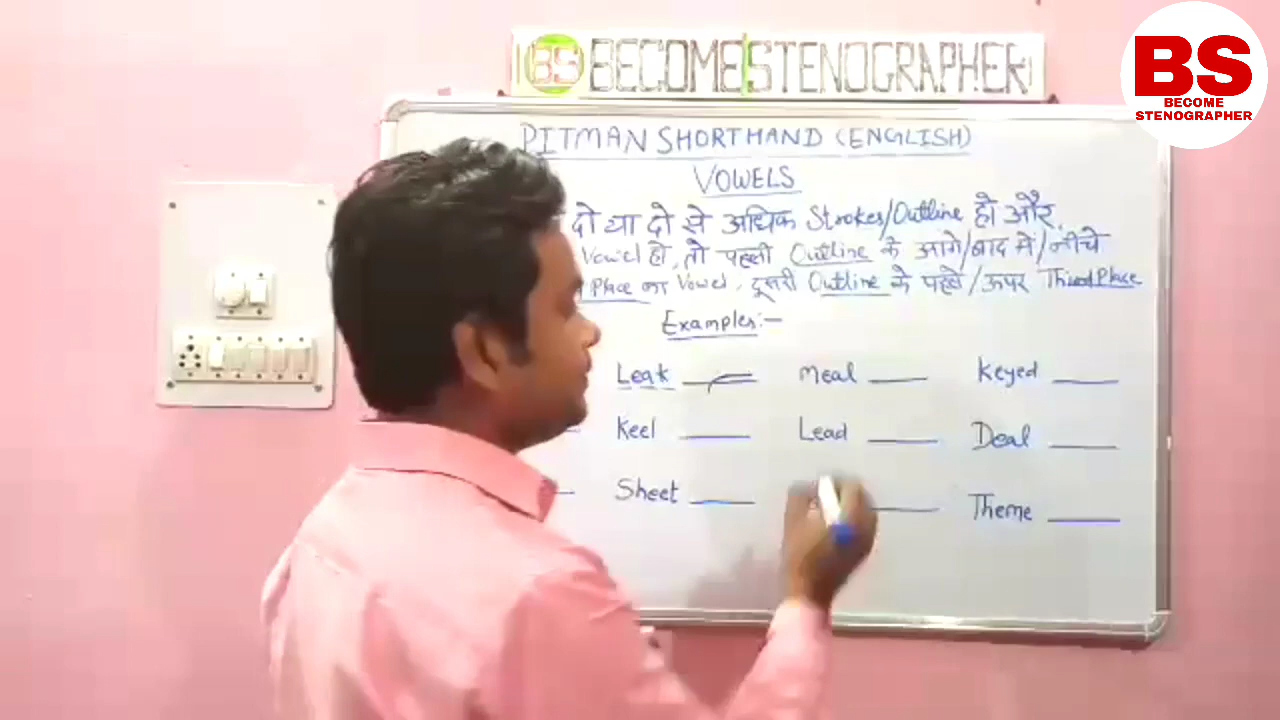 BS BECOME STENOGRAPHER
BS
BECOME
STENOGRAPHER
PITMAN SHORTHAND (ENGLISH)
VOWELS
दो या दो से अधिक Strokes/Outline हो और,
Vowel हो, तो पहली Outline के आगे/बाद में/नीचे
Place का Vowel, दूसरी Outline के पहले/ऊपर Third Place
Examples:-
Leak Meal Keyed
Keel Lead Deal
Sheet Theme